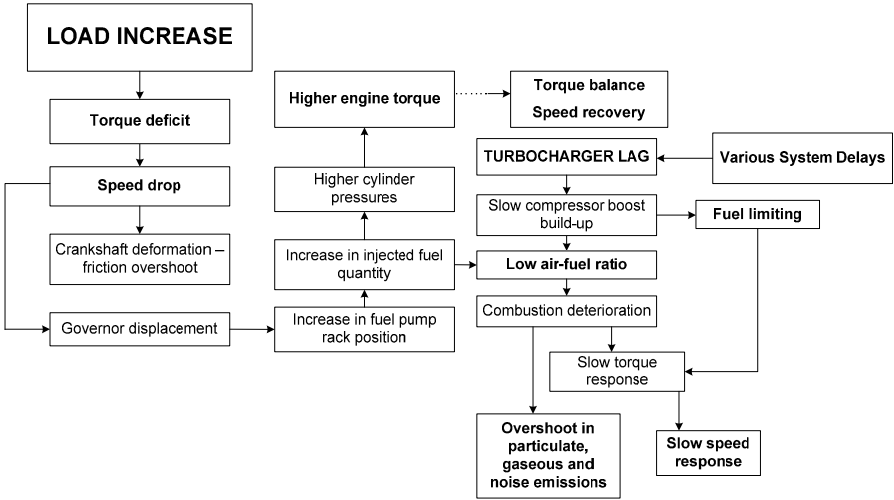 LOAD INCREASE
Torque deficit
Speed drop
Crankshaft deformation –
friction overshoot
Governor displacement
Higher engine torque
Higher cylinder
pressures
Increase in injected fuel
quantity
Increase in fuel pump
rack position
Torque balance
Speed recovery
TURBOCHARGER LAG
Various System Delays
Slow compressor boost
build-up
Fuel limiting
Low air-fuel ratio
Combustion deterioration
Slow torque
response
Overshoot in
particulate,
gaseous and
noise emissions
Slow speed
response